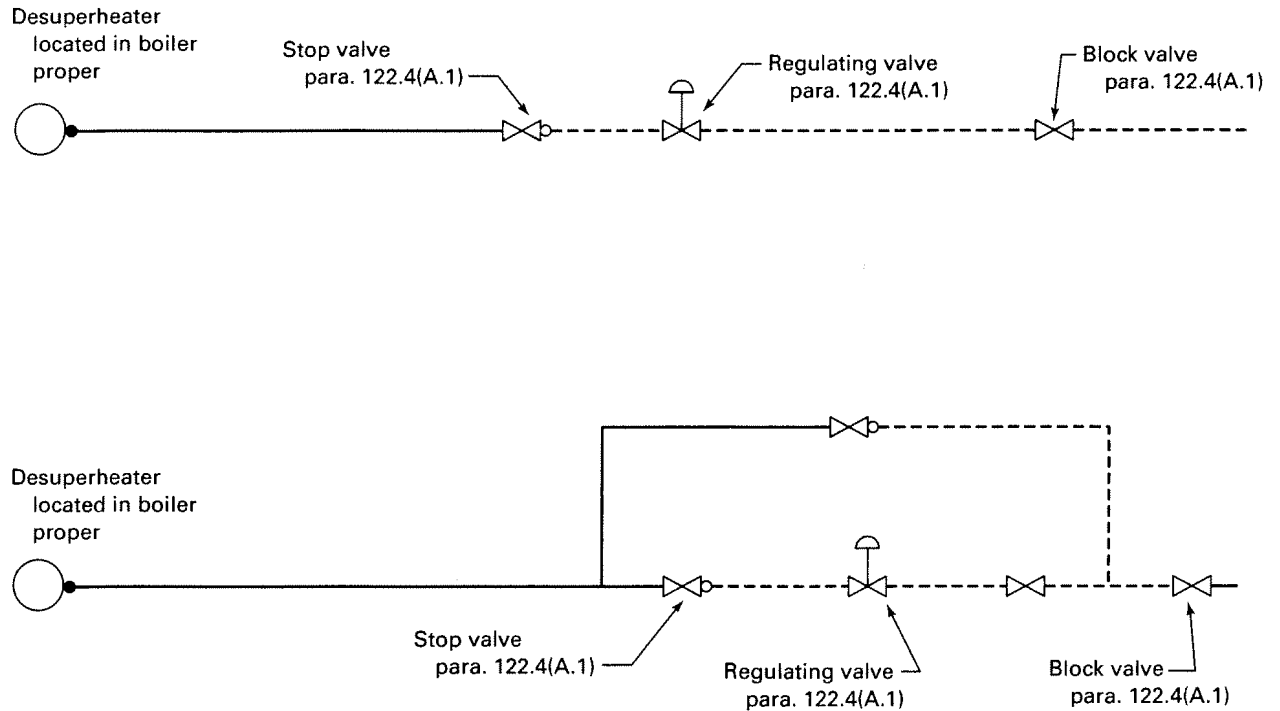 Desuperheater
located in boiler
proper
Stop valve
para. 122.4(A.1)
Regulating valve
para. 122.4(A.1)
Block valve
para. 122.4(A.1)
Desuperheater
located in boiler
proper
Stop valve
para. 122.4(A.1)
Regulating valve
para. 122.4(A.1)
Block valve
para. 122.4(A.1)